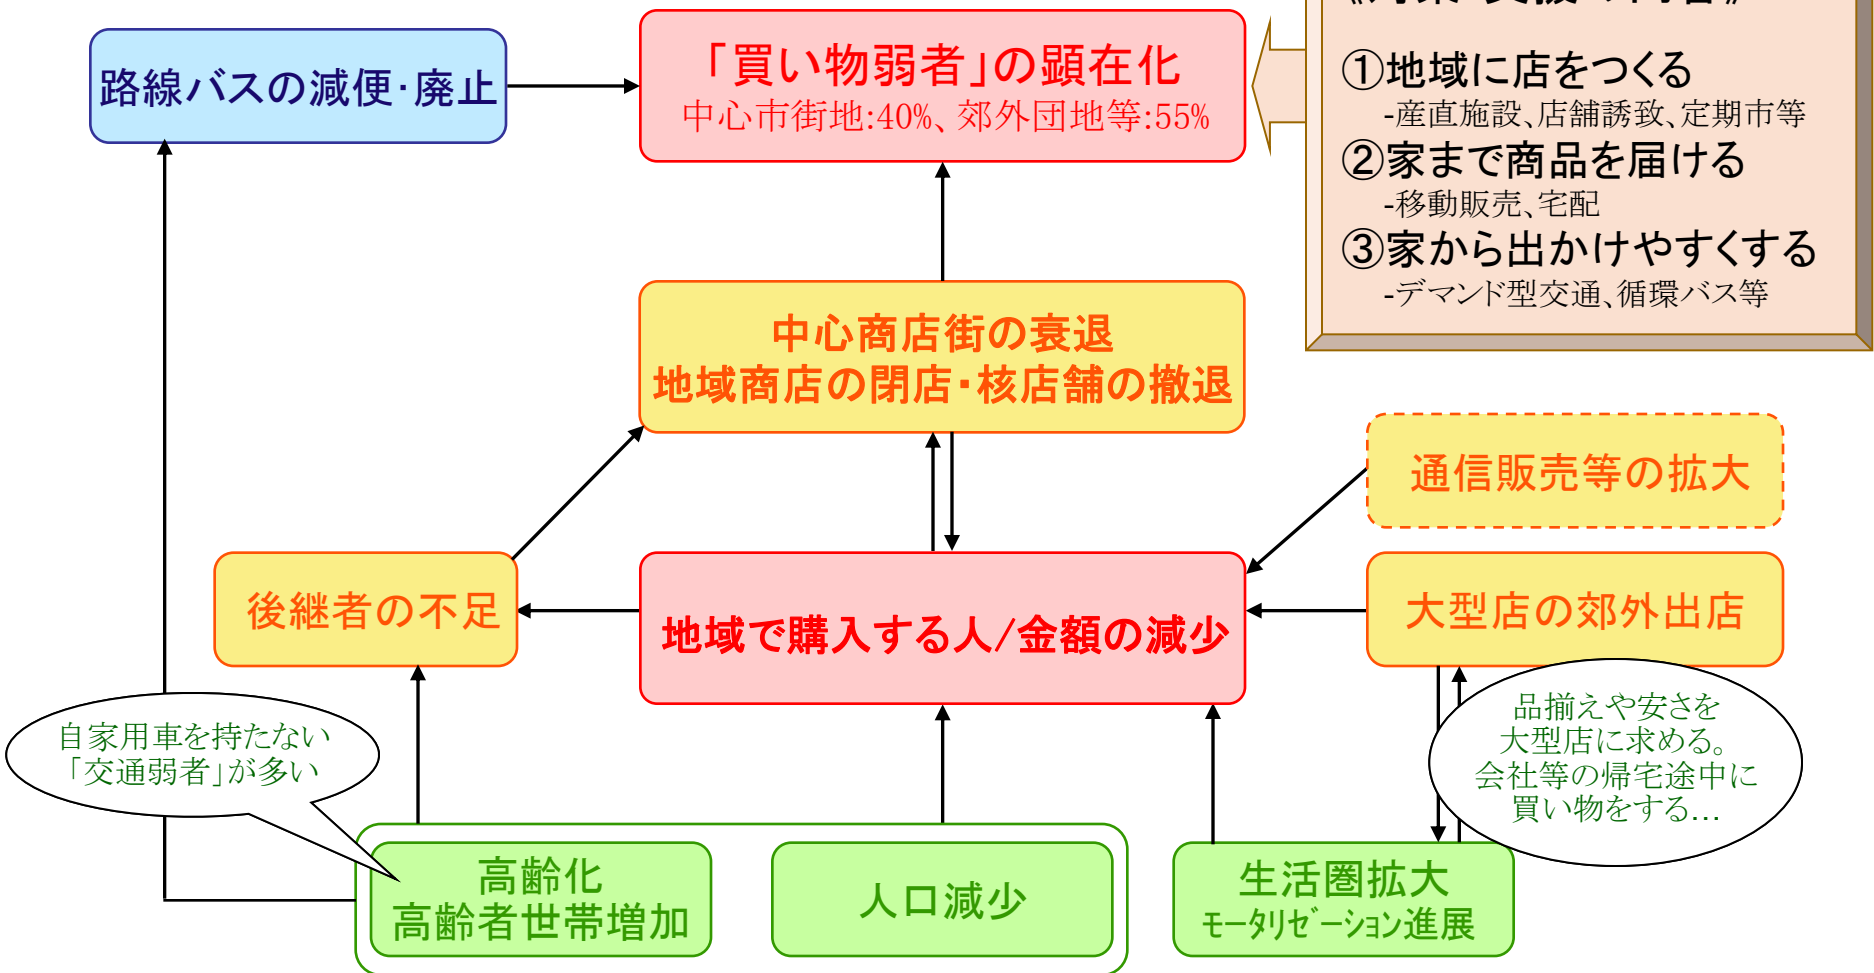 路線バスの減便･廃止
「買い物弱者」の顕在化
中心市街地:40%、郊外団地等:55%
①地域に店をつくる
-産直施設、店舗誘致、定期市等
②家まで商品を届ける
-移動販売、宅配
③家から出かけやすくする
-デマンド型交通、循環バス等
中心商店街の衰退
地域商店の閉店･核店舗の撤退
通信販売等の拡大
後継者の不足
地域で購入する人/金額の減少
大型店の郊外出店
自家用車を持たない
「交通弱者」が多い
品揃えや安さを
大型店に求める。
会社等の帰宅途中に
買い物をする…
高齢化
高齢者世帯増加
人口減少
生活圏拡大
ﾓｰﾀﾘｾﾞｰｼｮﾝ進展